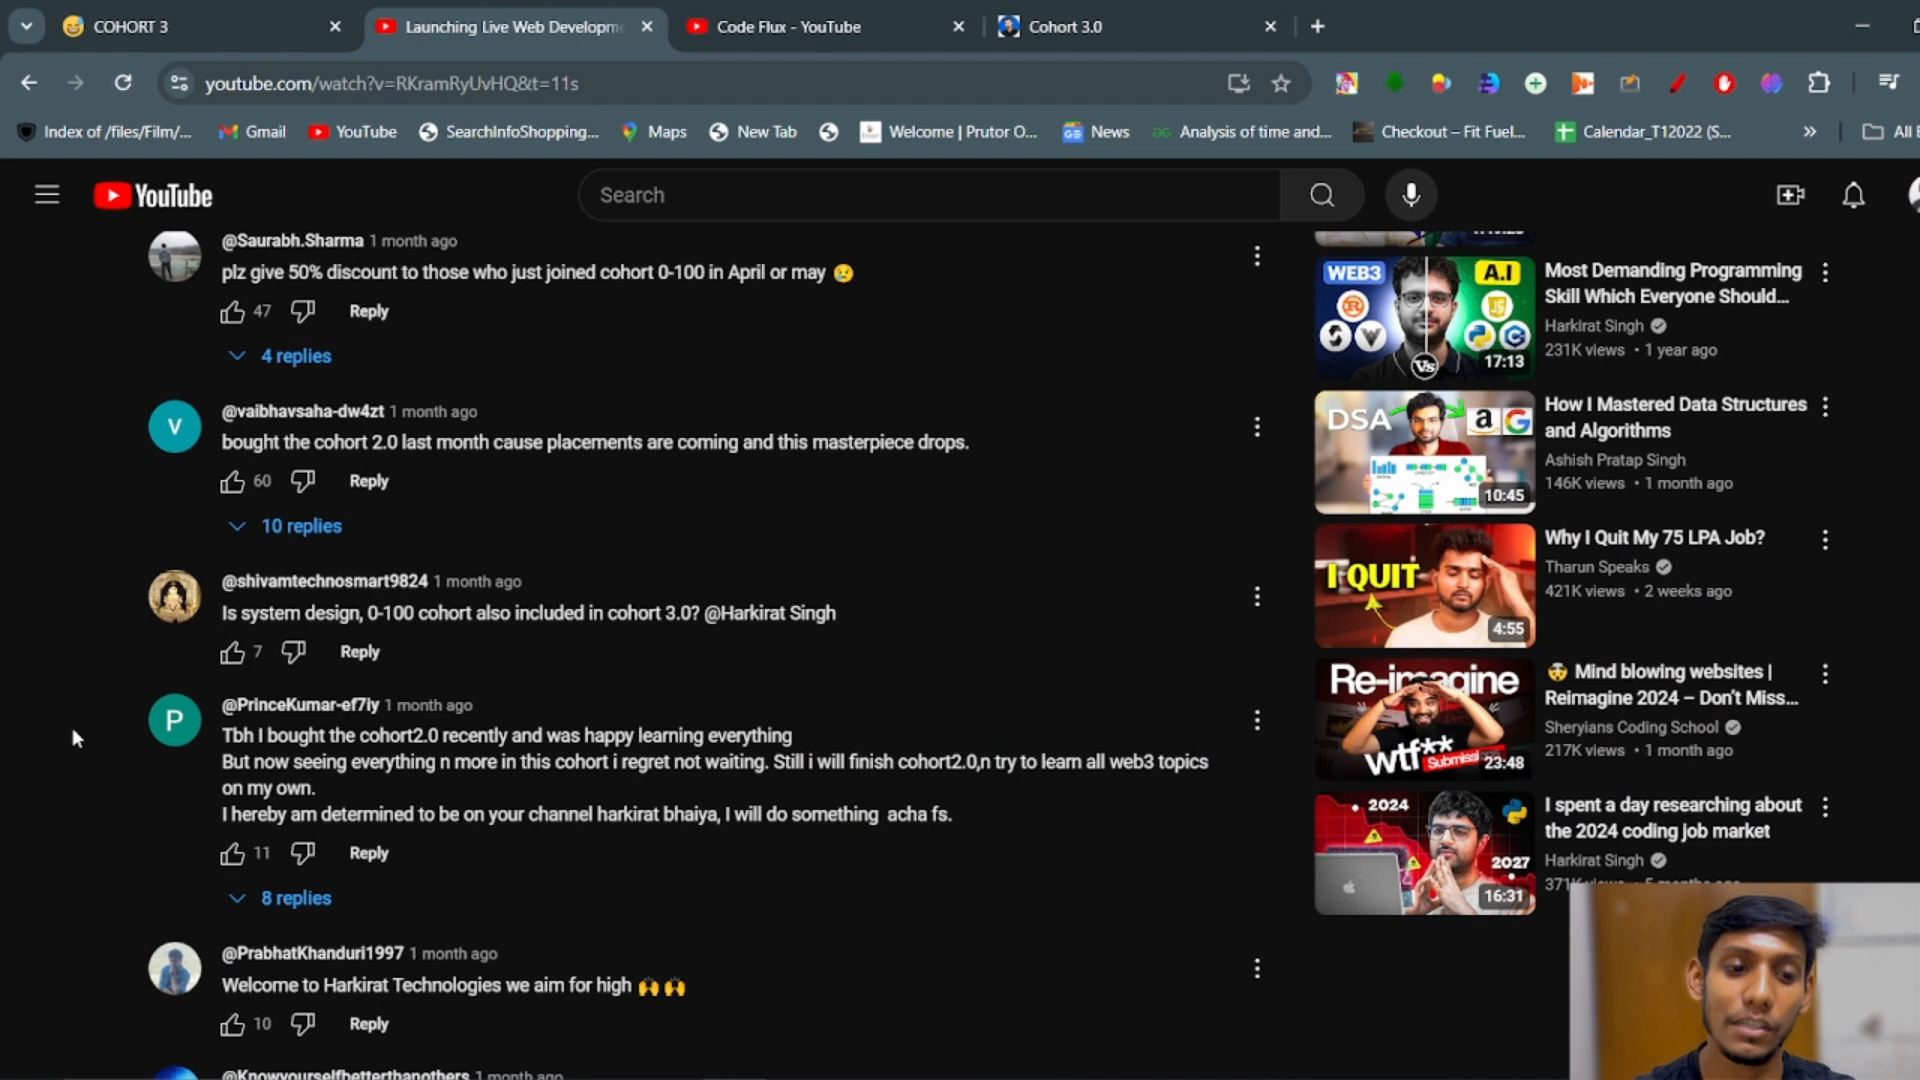 COHORT 3
Launching Live Web Developm
Code Flux - YouTube
Cohort 3.0
youtube.com/watch?v=RKramRyUvHQ&t=11s
Index of /files/Film/...
Gmail
YouTube
SearchInfoShopping...
Maps
New Tab
Welcome | Prutor O...
News
Analysis of time and...
Checkout – Fit Fuel...
Calendar_T12022 (S...
»
All
YouTube
Search
@Saurabh.Sharma 1 month ago
plz give 50% discount to those who just joined cohort 0-100 in April or may 😢
47 Reply
4 replies
V
@vaibhavsaha-dw4zt 1 month ago
bought the cohort 2.0 last month cause placements are coming and this masterpiece drops.
60 Reply
10 replies
@shivamtechnosmart9824 1 month ago
Is system design, 0-100 cohort also included in cohort 3.0? @Harkirat Singh
7 Reply
P
@PrinceKumar-ef7iy 1 month ago
Tbh I bought the cohort2.0 recently and was happy learning everything
But now seeing everything n more in this cohort i regret not waiting. Still i will finish cohort2.0,n try to learn all web3 topics
on my own.
I hereby am determined to be on your channel harkirat bhaiya, I will do something  acha fs.
11 Reply
8 replies
@PrabhatKhanduri1997 1 month ago
Welcome to Harkirat Technologies we aim for high 🙌 🙌
10 Reply
@Knowyourselfbetterthanothers 1 month ago
WEB3
A.I
Vs
17:13
Most Demanding Programming
Skill Which Everyone Should...
Harkirat Singh
231K views • 1 year ago
DSA
a G
10:45
How I Mastered Data Structures
and Algorithms
Ashish Pratap Singh
146K views • 1 month ago
I QUIT
4:55
Why I Quit My 75 LPA Job?
Tharun Speaks
421K views • 2 weeks ago
Re-imagine
wtf**
Submissi
23:48
🤯 Mind blowing websites |
Reimagine 2024 – Don't Miss...
Sheryians Coding School
217K views • 1 month ago
2024
2027
16:31
I spent a day researching about
the 2024 coding job market
Harkirat Singh
371K